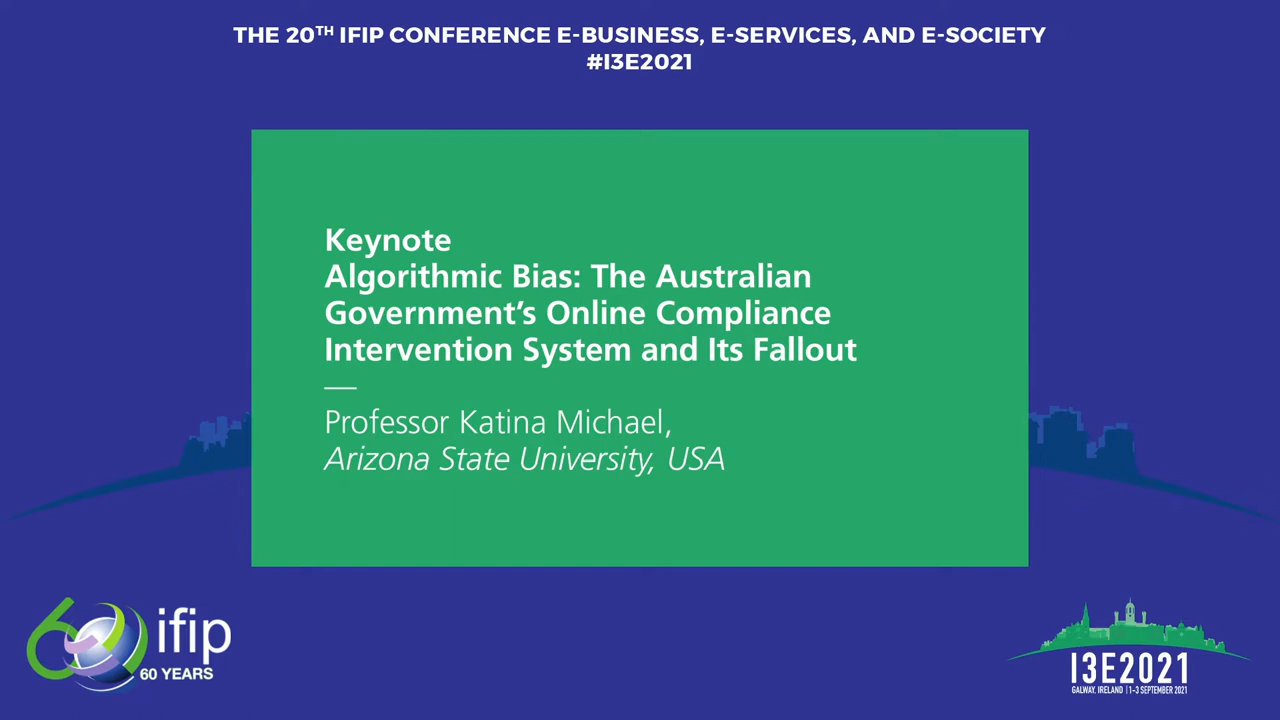 THE 20TH IFIP CONFERENCE E-BUSINESS, E-SERVICES, AND E-SOCIETY
#I3E2021
Keynote
Algorithmic Bias: The Australian
Government’s Online Compliance
Intervention System and Its Fallout
Professor Katina Michael,
Arizona State University, USA
60 ifip
60 YEARS
I3E2021
GALWAY, IRELAND | 1-3 SEPTEMBER 2021